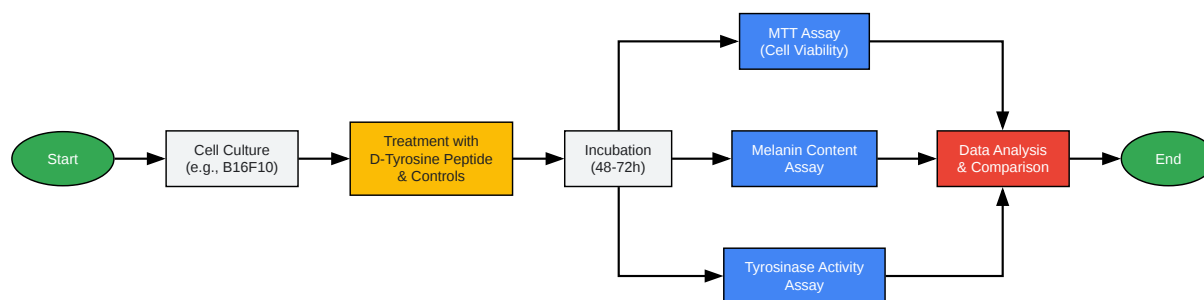 Start
Cell Culture
(e.g., B16F10)
Treatment with
D-Tyrosine Peptide
& Controls
Incubation
(48-72h)
MTT Assay
(Cell Viability)
Melanin Content
Assay
Tyrosinase Activity
Assay
Data Analysis
& Comparison
End